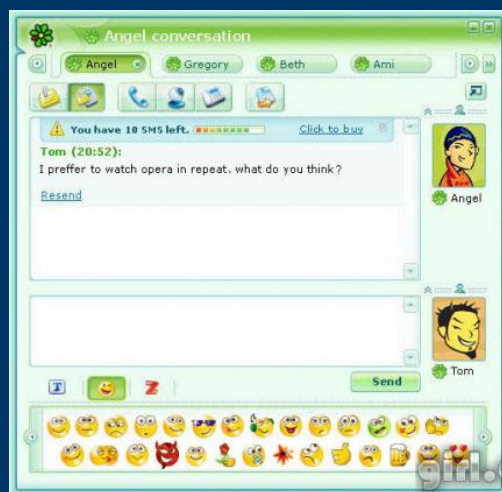 Angel conversation
Angel
Gregory
Beth
Ami
You have 10 SMS left.
Click to buy
Tom (20:52):
I preffer to watch opera in repeat. what do you think?
Resend
Angel
Tom
T
Z
Send
girl.